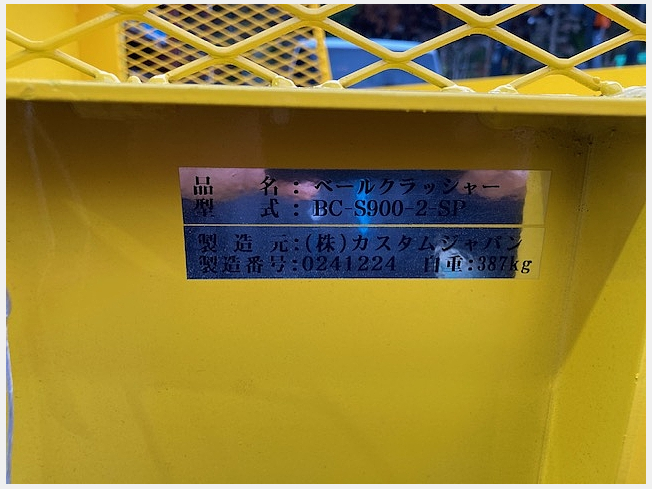 品 名:ペールクラッシャー
型 式:BC-S900-2-SP
製 造 元:(株)カスタムジャパン
製造番号:0241224 自重:387kg